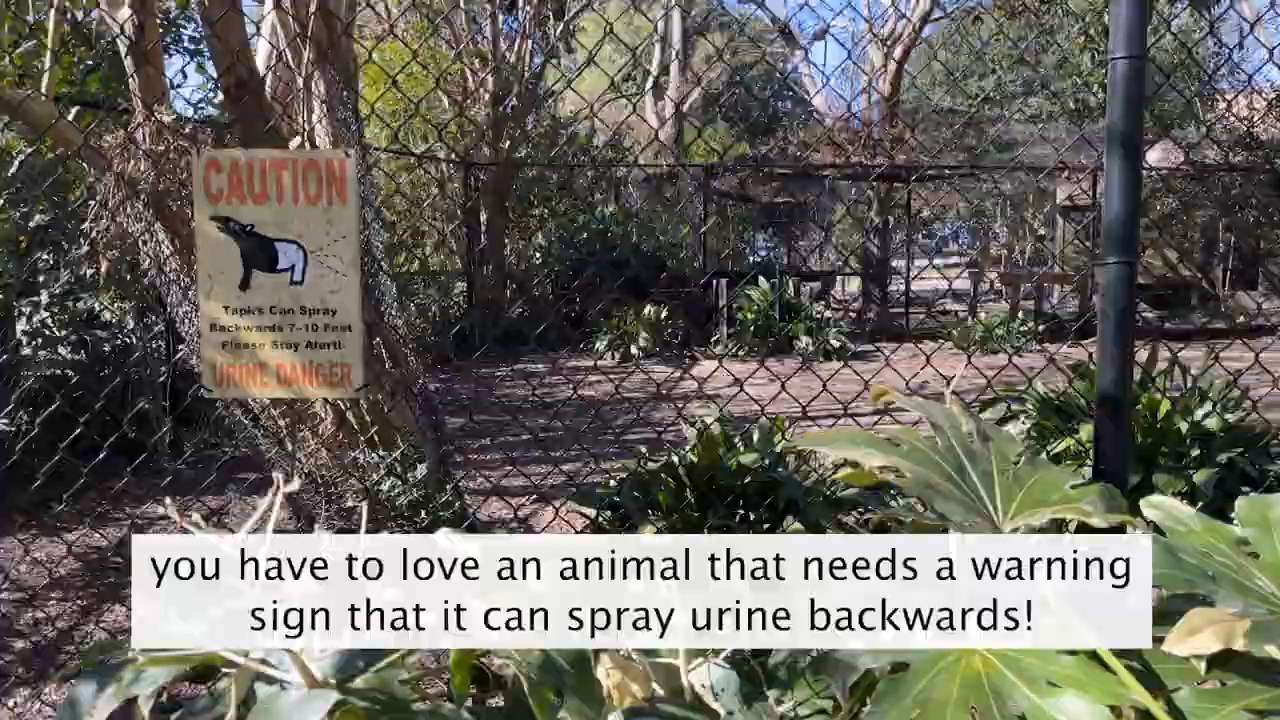 CAUTION
Tapirs Can Spray
Backwards 7-10 Feet
Please Stay Alert!
URINE DANGER
you have to love an animal that needs a warning
sign that it can spray urine backwards!